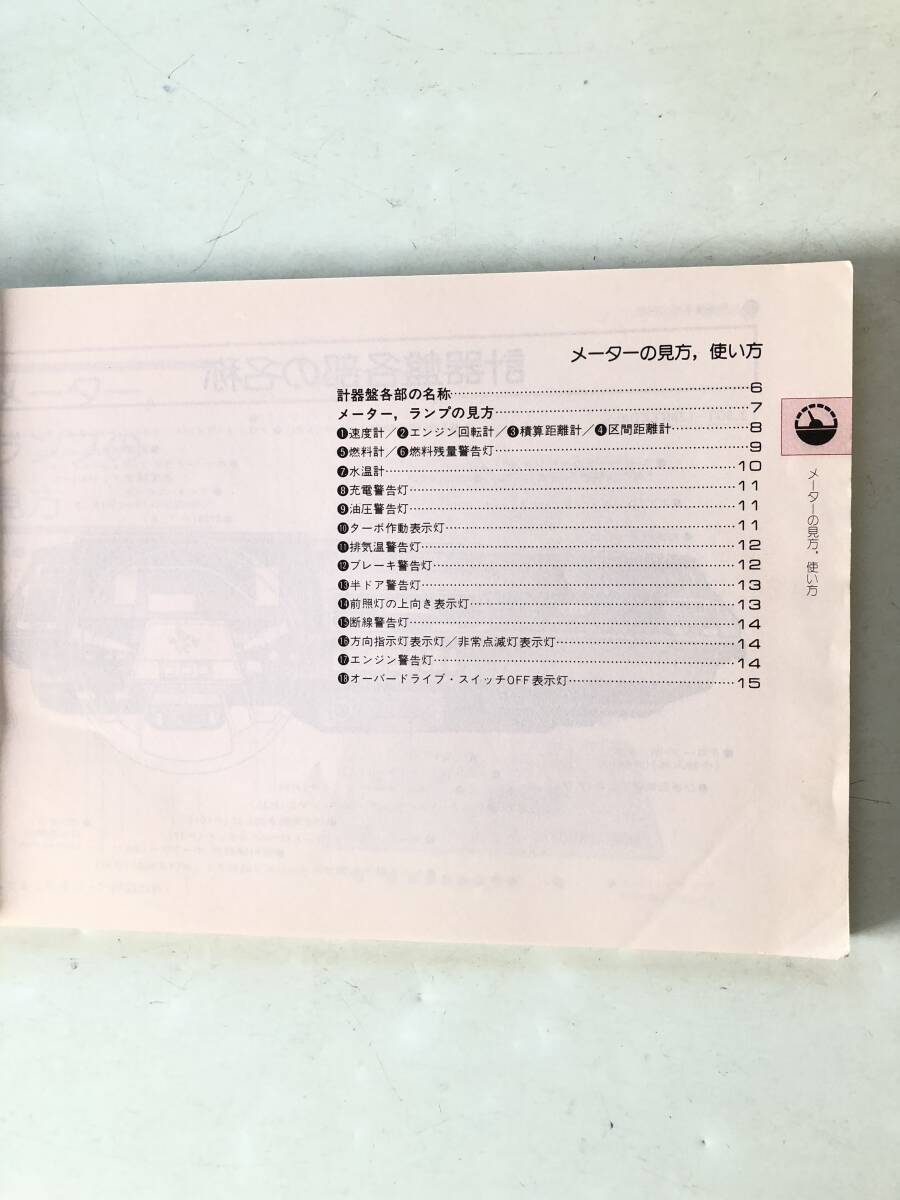 メーターの見方，使い方
計器盤各部の名称 6
メーター，ランプの見方 7
❶速度計／❷エンジン回転計／❸積算距離計／❹区間距離計 8
❺燃料計／❻燃料残量警告灯 9
❼水温計 10
❽充電警告灯 11
❾油圧警告灯 11
❿ターボ作動表示灯 11
⓫排気温警告灯 12
⓬ブレーキ警告灯 12
⓭半ドア警告灯 13
⓮前照灯の上向き表示灯 13
⓯断線警告灯 14
⓰方向指示灯表示灯／非常点滅灯表示灯 14
⓱エンジン警告灯 14
⓲オーバードライブ・スイッチOFF表示灯 15
メーターの見方，使い方
計器盤各部の名称